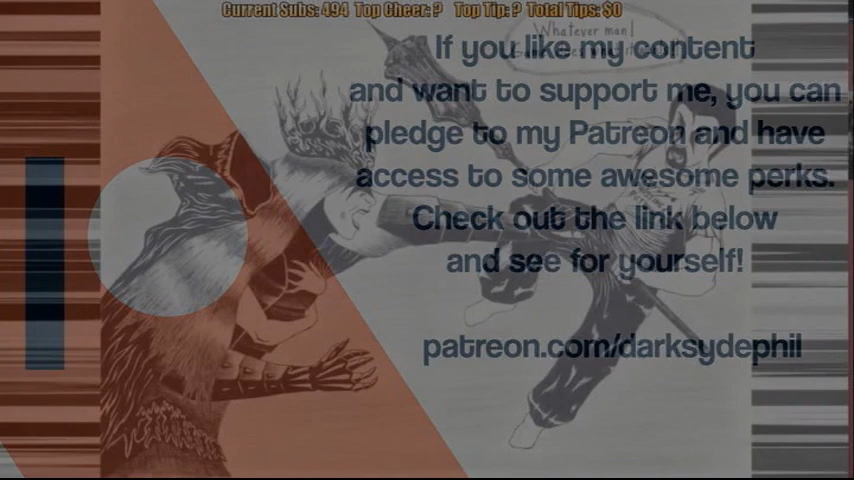 Current Subs: 494 Top Cheer: ? Top Tip: ? Total Tips: $0
Whatever man!
If you like my content
and want to support me, you can
pledge to my Patreon and have
access to some awesome perks.
Check out the link below
and see for yourself!
patreon.com/darksydephil